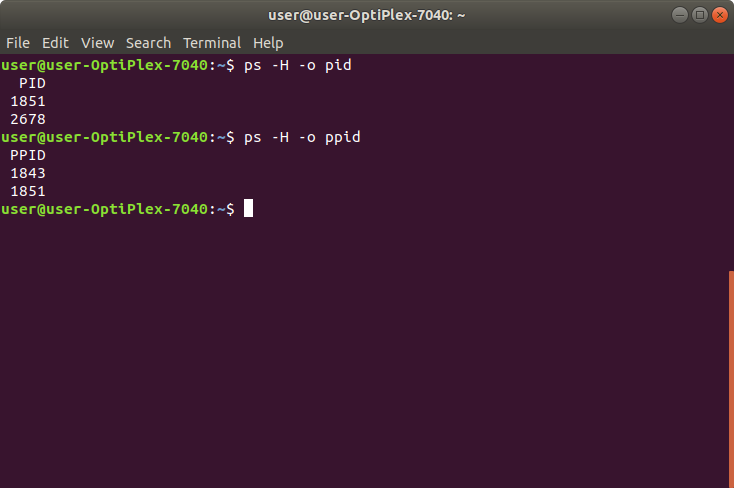 user@user-OptiPlex-7040: ~
File Edit View Search Terminal Help
user@user-OptiPlex-7040:~$ ps -H -o pid
  PID
 1851
 2678
user@user-OptiPlex-7040:~$ ps -H -o ppid
 PPID
 1843
 1851
user@user-OptiPlex-7040:~$